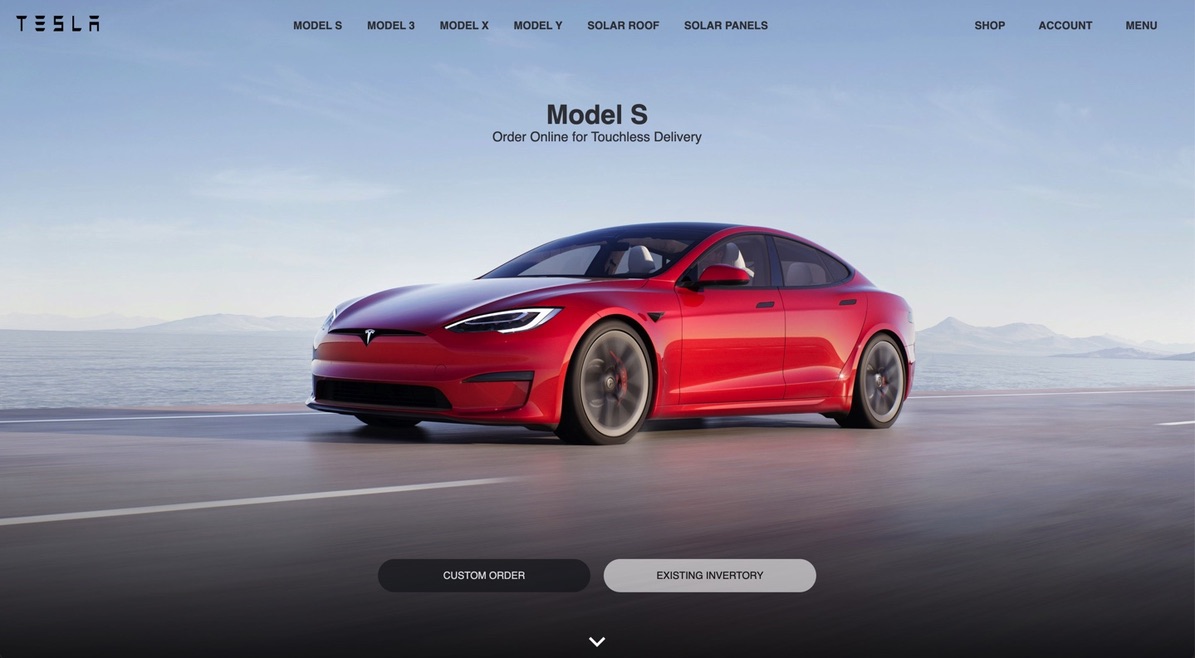 TESLA
MODEL S MODEL 3 MODEL X MODEL Y SOLAR ROOF SOLAR PANELS
SHOP ACCOUNT MENU
Model S
Order Online for Touchless Delivery
CUSTOM ORDER
EXISTING INVERTORY